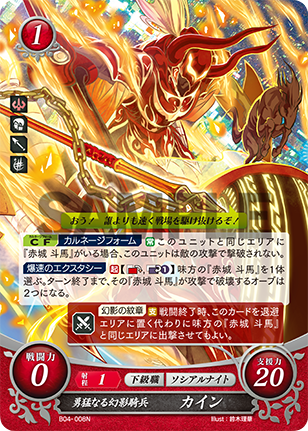 1
SAMPLE
おう! 誰よりも速く戦場を駆け抜けるぞ!
CF カルネージフォーム 常 このユニットと同じエリアに
『赤城 斗馬』がいる場合、このユニットは敵の攻撃で撃破されない。
爆速のエクスタシー 起 1 味方の『赤城 斗馬』を1体
選ぶ。ターン終了まで、その『赤城 斗馬』が攻撃で破壊するオーブは
2つになる。
幻影の紋章 支 戦闘終了時、このカードを退避
エリアに置く代わりに味方の『赤城 斗馬』
と同じエリアに出撃させてもよい。
戦闘力
0
射程 1 下級職 ソシアルナイト
支援力
20
勇猛なる幻影騎兵 カイン
B04-008N
Illust:鈴木理華